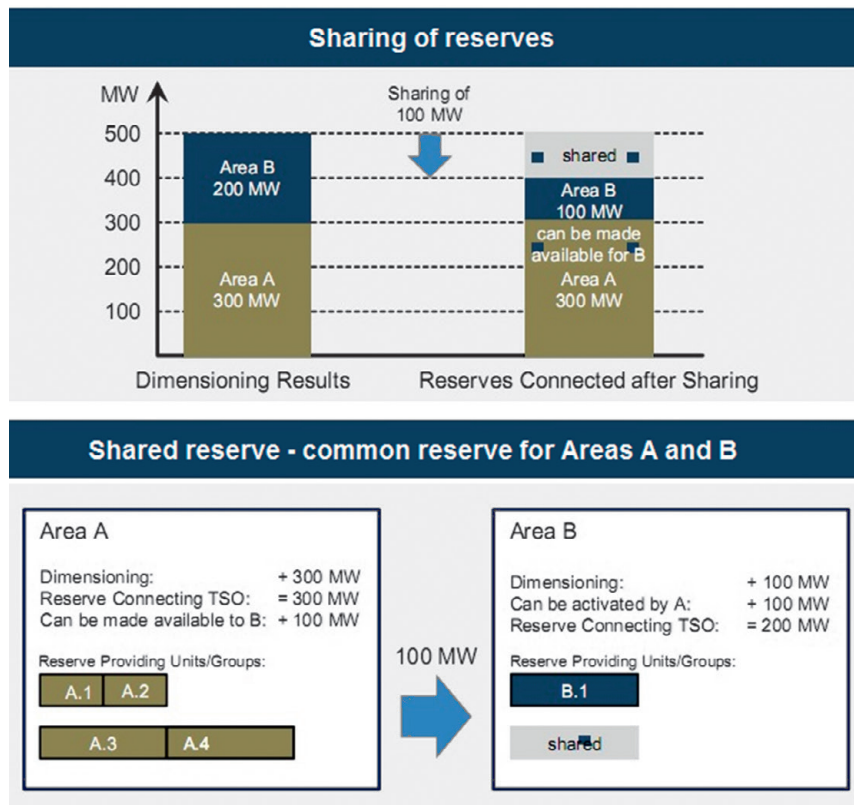 Sharing of reserves
MW
500
400
300
200
100
Sharing of
100 MW
Area B
200 MW
Area A
300 MW
shared
Area B
100 MW
can be made
available for B
Area A
300 MW
Dimensioning Results
Reserves Connected after Sharing
Shared reserve - common reserve for Areas A and B
Area A
Dimensioning: + 300 MW
Reserve Connecting TSO: = 300 MW
Can be made available to B: + 100 MW
Reserve Providing Units/Groups:
A.1 A.2
A.3 A.4
100 MW
Area B
Dimensioning: + 100 MW
Can be activated by A: + 100 MW
Reserve Connecting TSO: = 200 MW
Reserve Providing Units/Groups:
B.1
shared